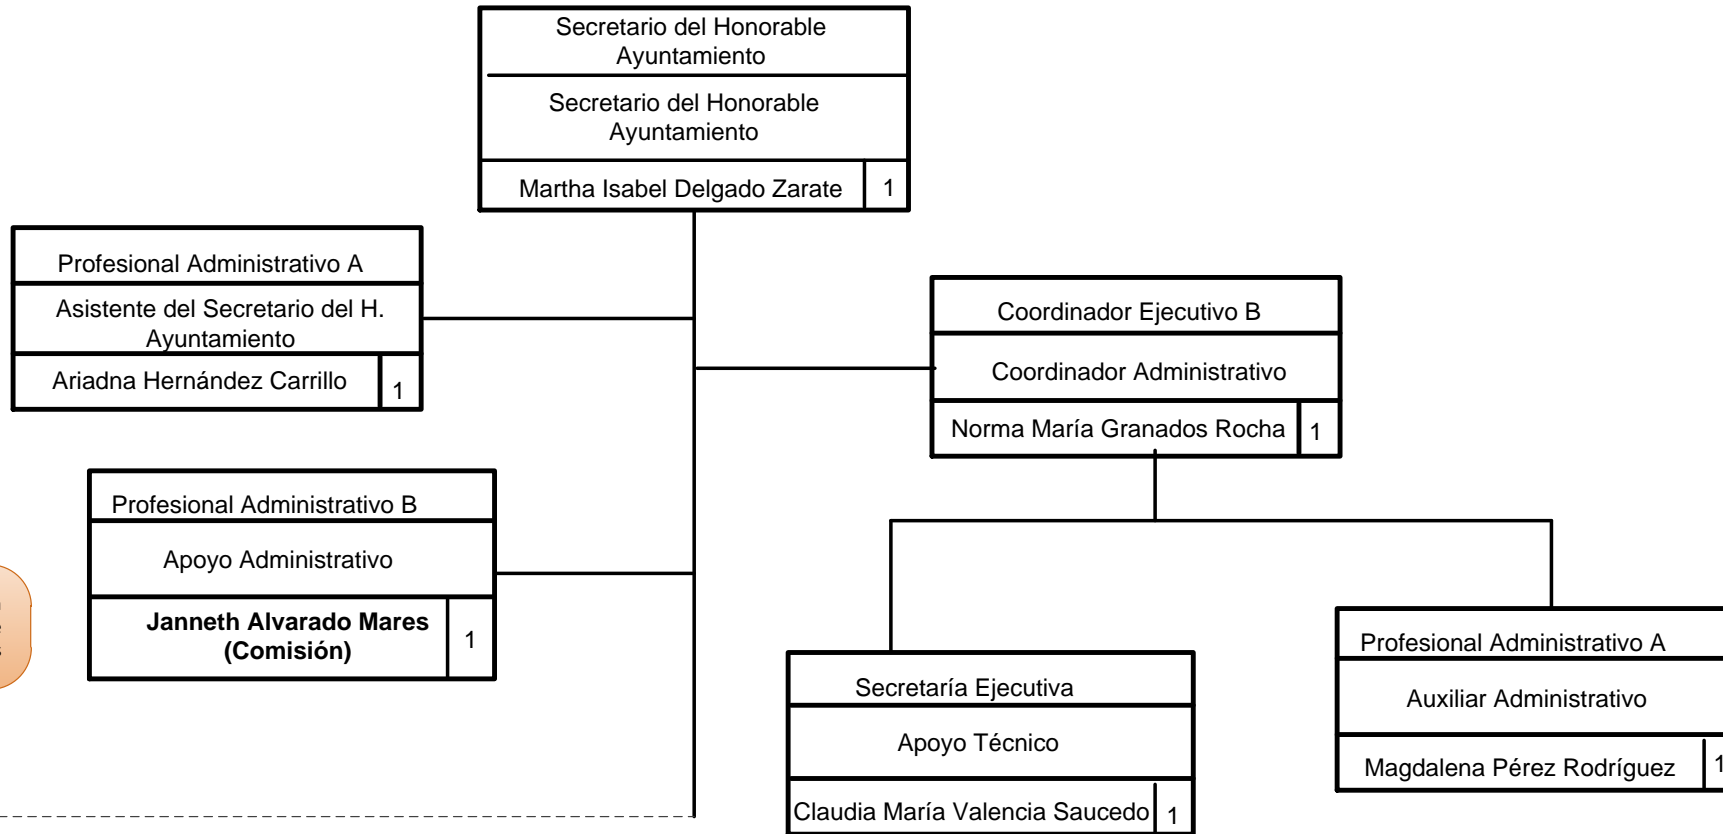 Secretario del Honorable
Ayuntamiento
Secretario del Honorable
Ayuntamiento
Martha Isabel Delgado Zarate
1
Profesional Administrativo A
Asistente del Secretario del H.
Ayuntamiento
Ariadna Hernández Carrillo
1
Coordinador Ejecutivo B
Coordinador Administrativo
Norma María Granados Rocha
1
Profesional Administrativo B
Apoyo Administrativo
Janneth Alvarado Mares
(Comisión)
1
Secretaría Ejecutiva
Apoyo Técnico
Claudia María Valencia Saucedo
1
Profesional Administrativo A
Auxiliar Administrativo
Magdalena Pérez Rodríguez
1